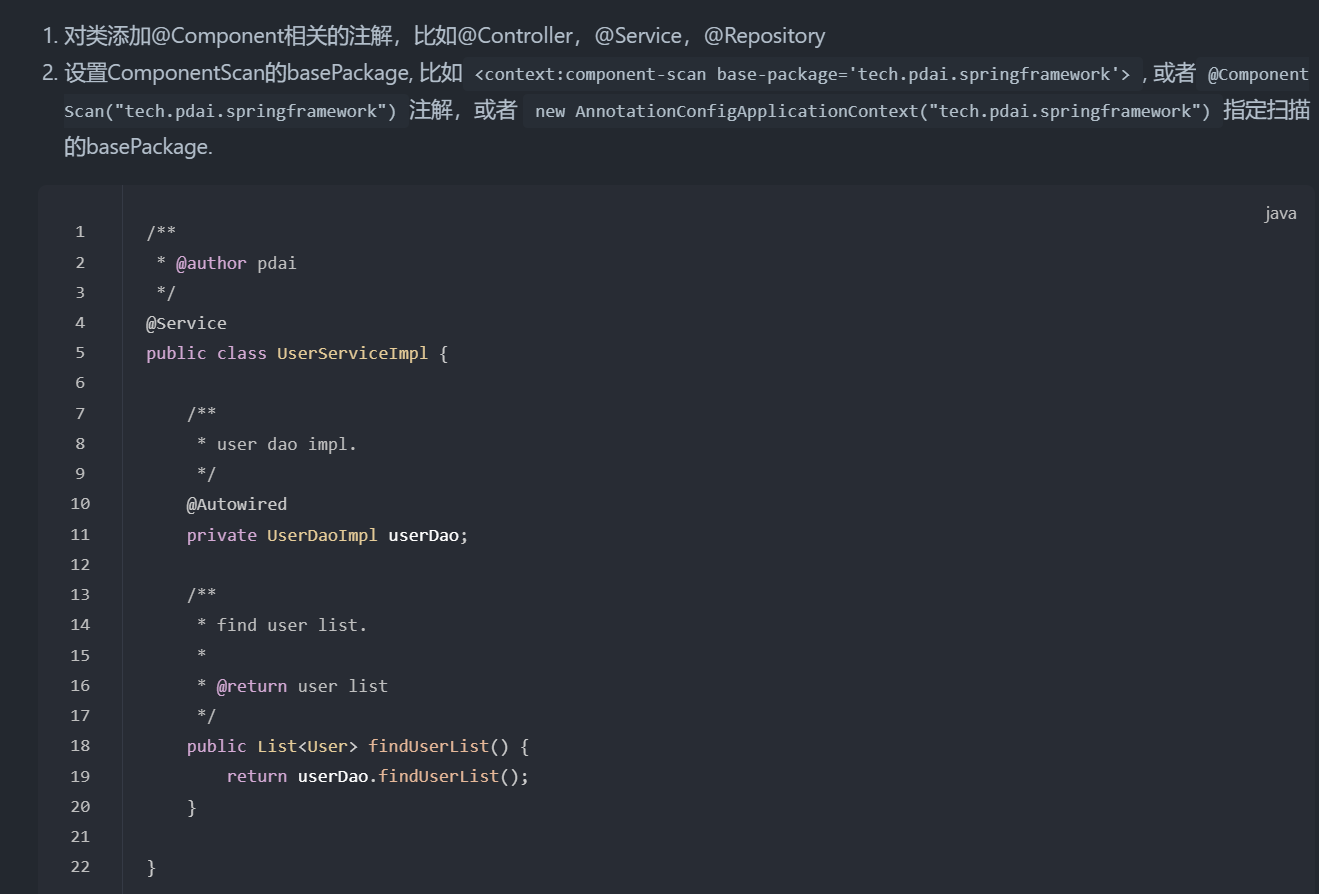 1. 对类添加@Component相关的注解，比如@Controller，@Service，@Repository
2. 设置ComponentScan的basePackage, 比如 <context:component-scan base-package='tech.pdai.springframework'> , 或者 @Component
Scan("tech.pdai.springframework") 注解，或者 new AnnotationConfigApplicationContext("tech.pdai.springframework") 指定扫描
的basePackage.
java
1 /**
2  * @author pdai
3  */
4 @Service
5 public class UserServiceImpl {
6
7     /**
8      * user dao impl.
9      */
10     @Autowired
11     private UserDaoImpl userDao;
12
13     /**
14      * find user list.
15      *
16      * @return user list
17      */
18     public List<User> findUserList() {
19         return userDao.findUserList();
20     }
21
22 }